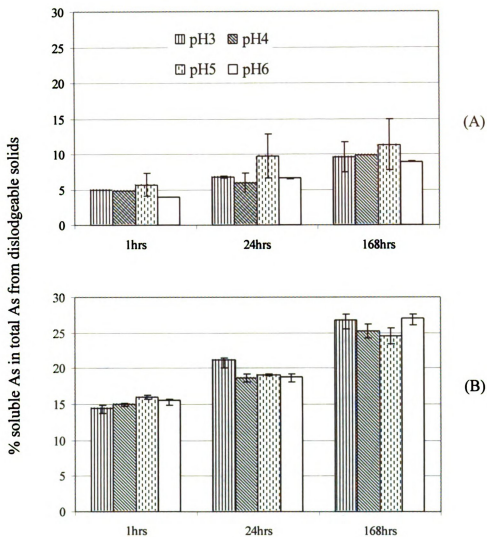 % soluble As in total As from dislodgeable solids
30
25
20
15
10
5
0
pH3 pH4
pH5 pH6
(A)
1hrs 24hrs 168hrs
30
25
20
15
10
5
0
(B)
1hrs 24hrs 168hrs